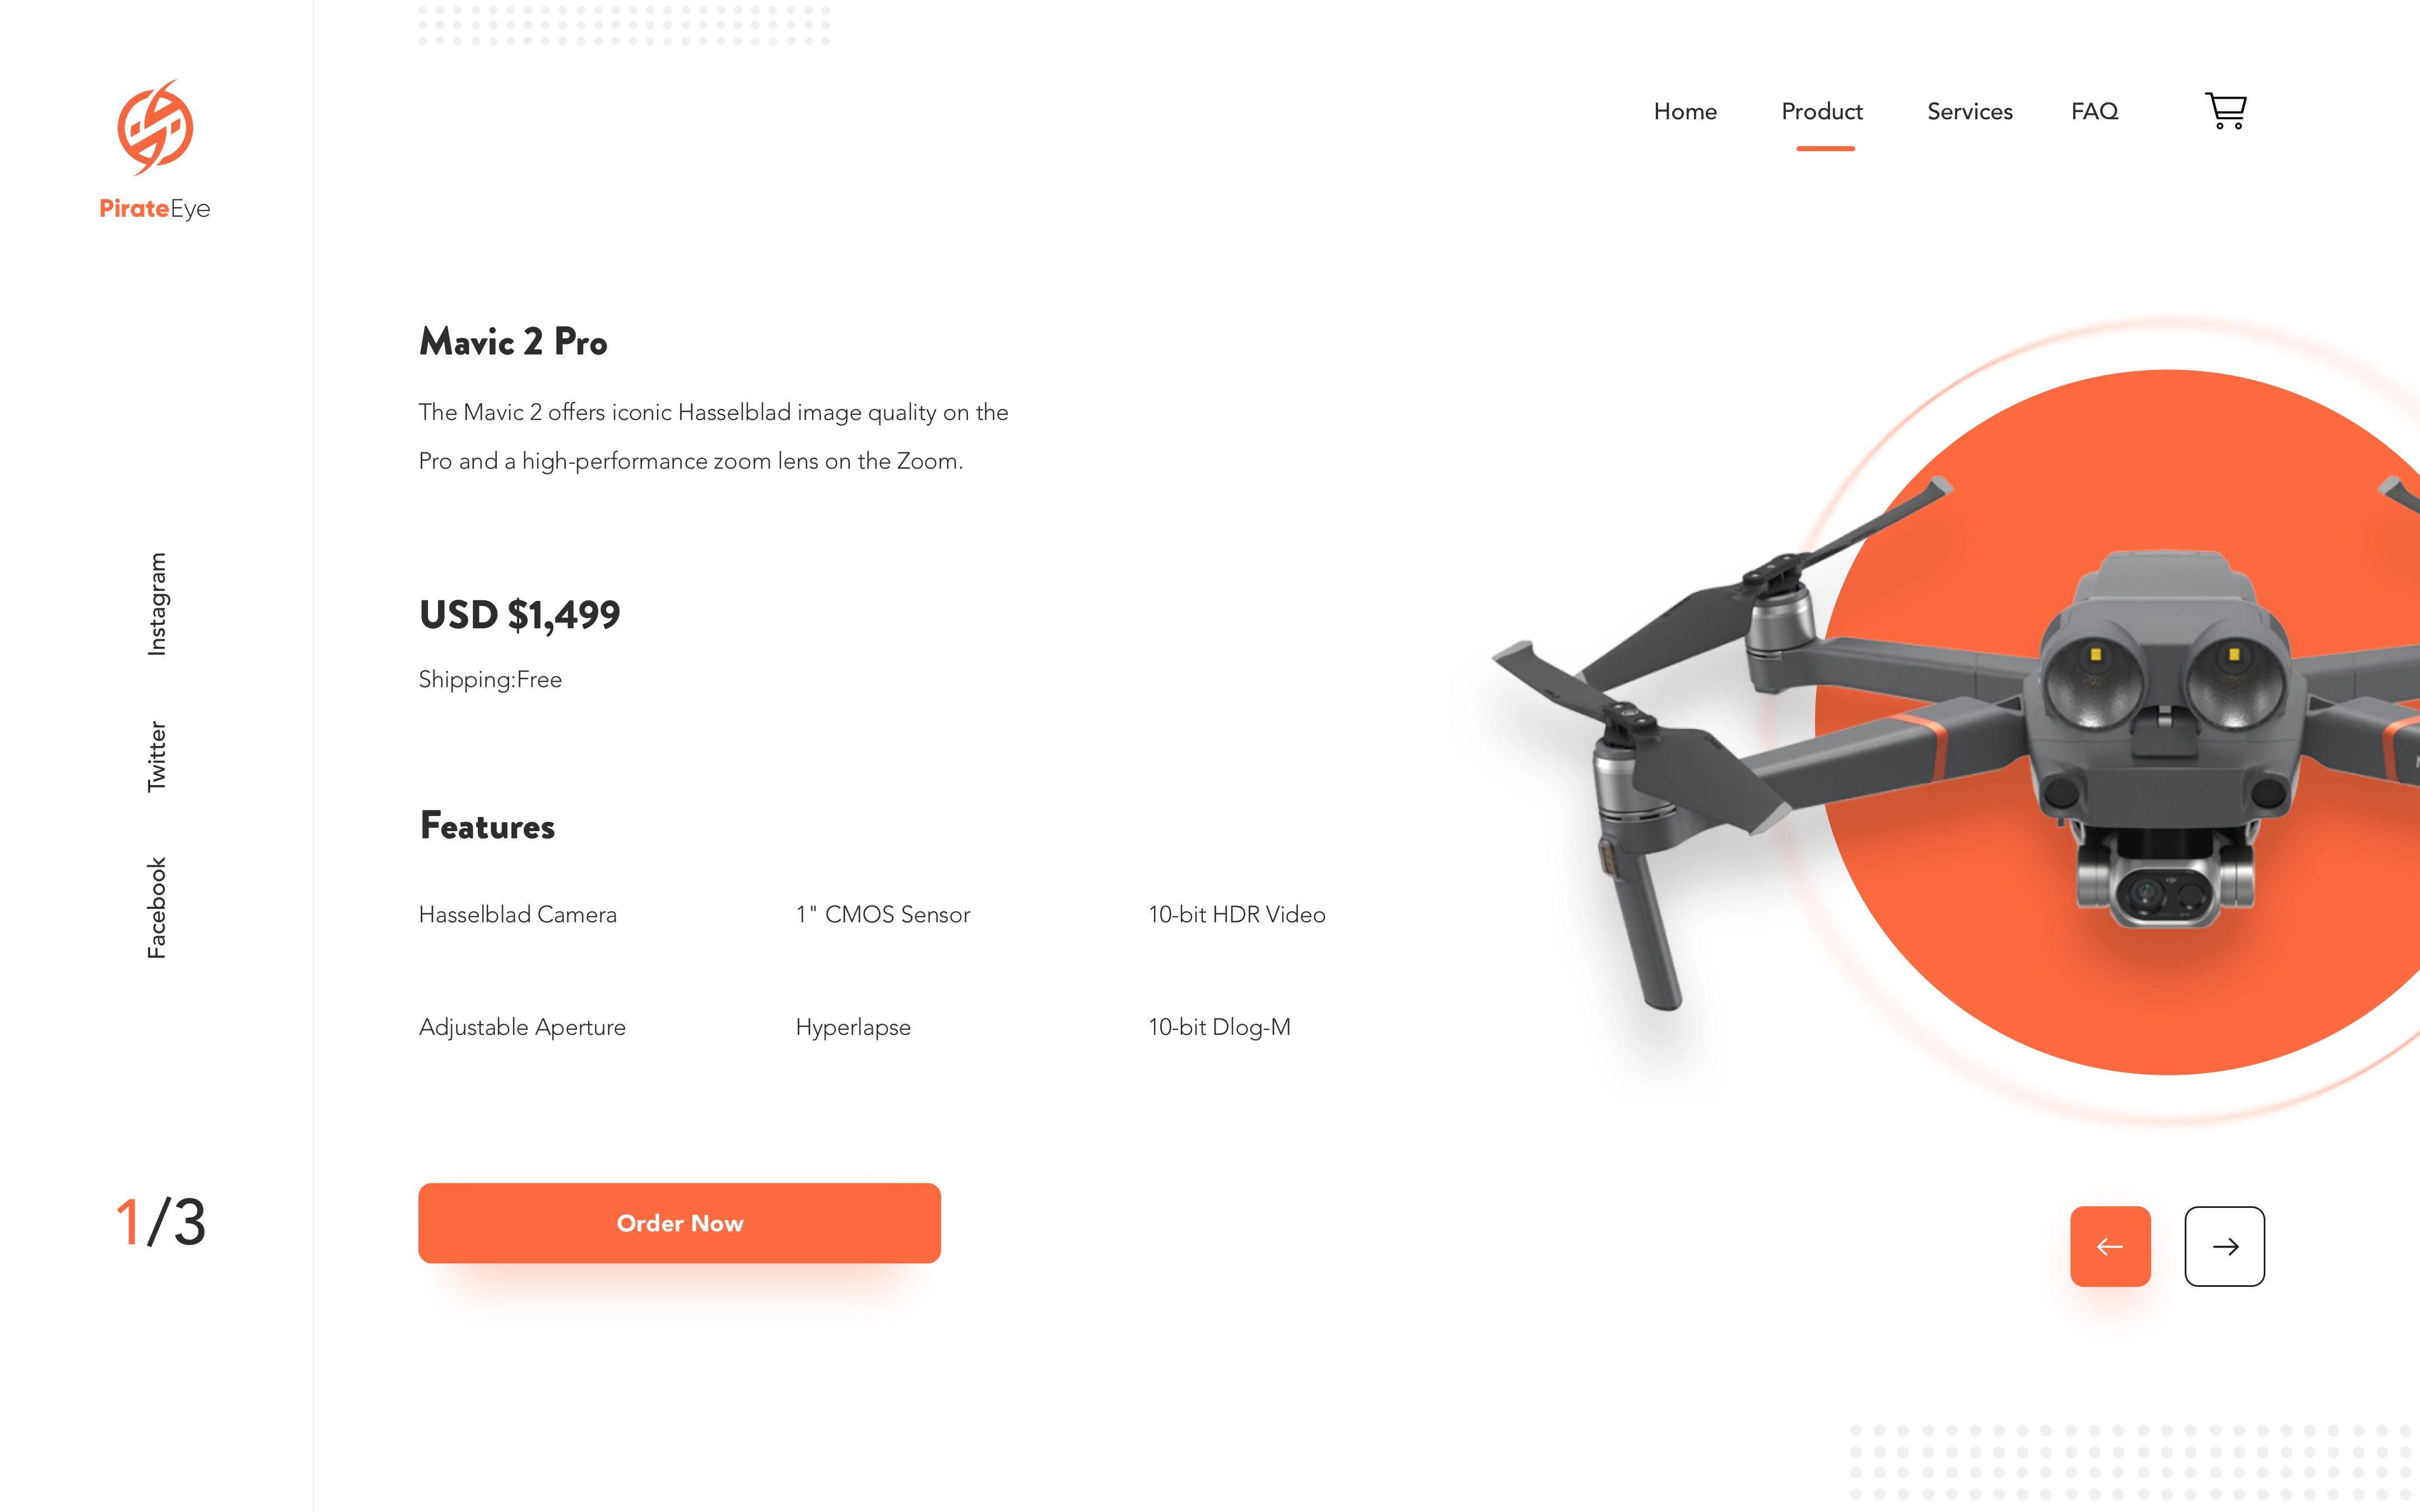 PirateEye
Home
Product
Services
FAQ
Mavic 2 Pro
The Mavic 2 offers iconic Hasselblad image quality on the
Pro and a high-performance zoom lens on the Zoom.
USD $1,499
Shipping:Free
Instagram
Twitter
Facebook
Features
Hasselblad Camera
1" CMOS Sensor
10-bit HDR Video
Adjustable Aperture
Hyperlapse
10-bit Dlog-M
1/3
Order Now